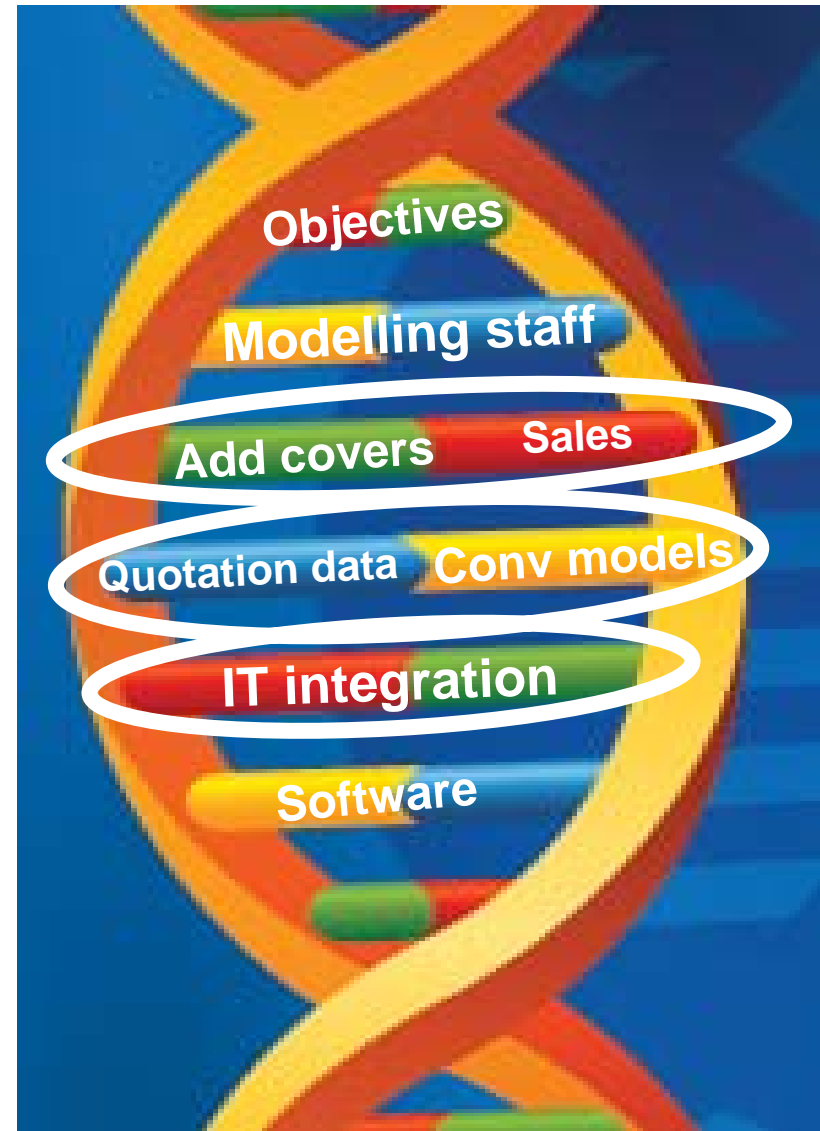 Objectives
Modelling staff
Add covers Sales
Quotation data Conv models
IT integration
Software